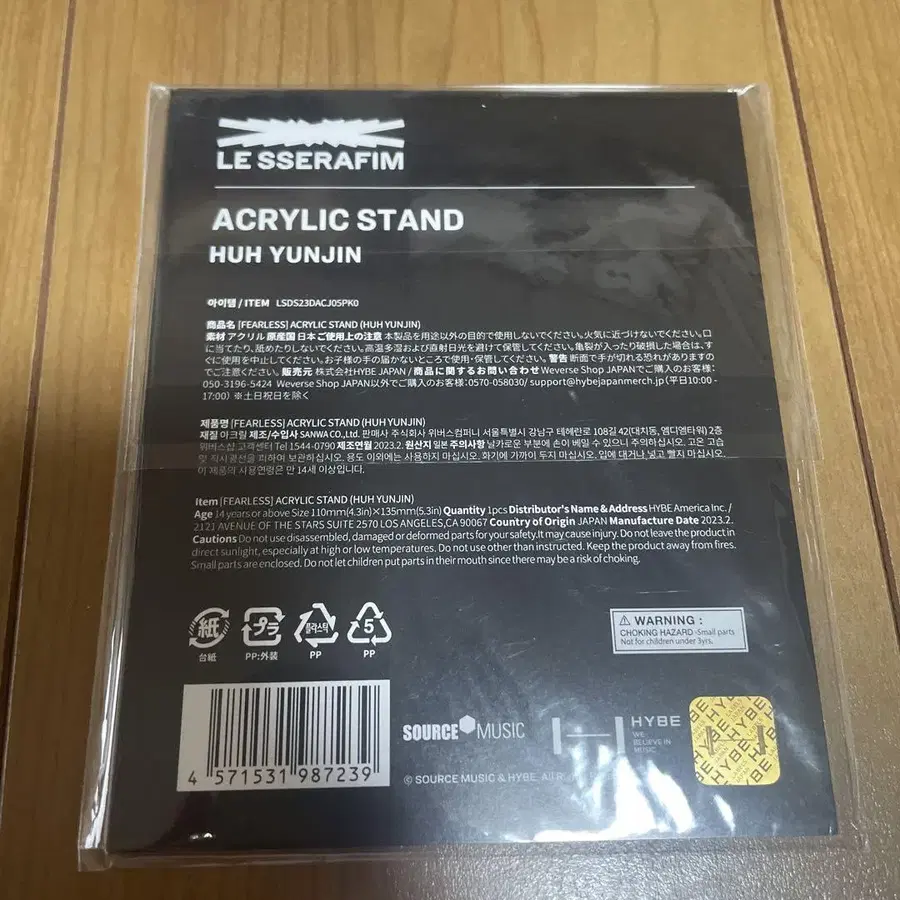 LE SSERAFIM
ACRYLIC STAND
HUH YUNJIN
아이템 / ITEM LSDS23DACJ05PK0
商品名 [FEARLESS] ACRYLIC STAND (HUH YUNJIN)
素材 アクリル 原産国 日本 ご使用上の注意 本製品を用途以外の目的で使用しないでください。火気に近づけないでください。口
に当てたり、舐めたりしないでください。高温多湿および直射日光を避けて保管してください。亀裂が入ったり破損した場合は、す
ぐに使用を中止してください。お子様の手の届かないところで使用・保管してください。警告 断面で手が切れる恐れがありますの
でご注意ください。販売元 株式会社HYBE JAPAN / 商品に関するお問い合わせ Weverse Shop JAPANでご購入のお客様:
050-3196-5424 Weverse Shop JAPAN以外でご購入のお客様:0570-058030/ support@hybejapanmerch.jp (平日10:00 -
17:00) ※土日祝日を除く
제품명 [FEARLESS] ACRYLIC STAND (HUH YUNJIN)
재질 아크릴 제조/수입사 SANWA CO.,Ltd. 판매사 주식회사 위버스컴퍼니 서울특별시 강남구 테헤란로 108길 42(대치동, 엠디엠타워) 2층
위버스샵 고객센터 Tel 1544-0790 제조연월 2023.2. 원산지 일본 주의사항 날카로운 부분에 손이 베일 수 있으니 주의하십시오. 고온 고습
및 직사광선을 피하여 보관하십시오. 용도 이외에는 사용하지 마십시오. 화기에 가까이 두지 마십시오. 입에 대거나 넣고 빨지 마십시오.
이 제품의 사용연령은 만 14세 이상입니다.
Item [FEARLESS] ACRYLIC STAND (HUH YUNJIN)
Age 14 years or above Size 110mm(4.3in)×135mm(5.3in) Quantity 1pcs Distributor's Name & Address HYBE America Inc. /
2121 AVENUE OF THE STARS SUITE 2570 LOS ANGELES,CA 90067 Country of Origin JAPAN Manufacture Date 2023.2.
Cautions Do not use disassembled, damaged or deformed parts for your safety.It may cause injury. Do not leave the product in
direct sunlight, especially at high or low temperatures. Do not use other than instructed. Keep the product away from fires.
Small parts are enclosed. Do not let children put parts in their mouth since there may be a risk of choking.
紙
台紙
プラ
PP:外装
플라스틱
PP
5
PP
WARNING :
CHOKING HAZARD -Small parts
Not for children under 3yrs.
4 571531 987239
SOURCE MUSIC
HYBE
WE
BELIEVE IN
MUSIC
© SOURCE MUSIC & HYBE. All R
HYBE